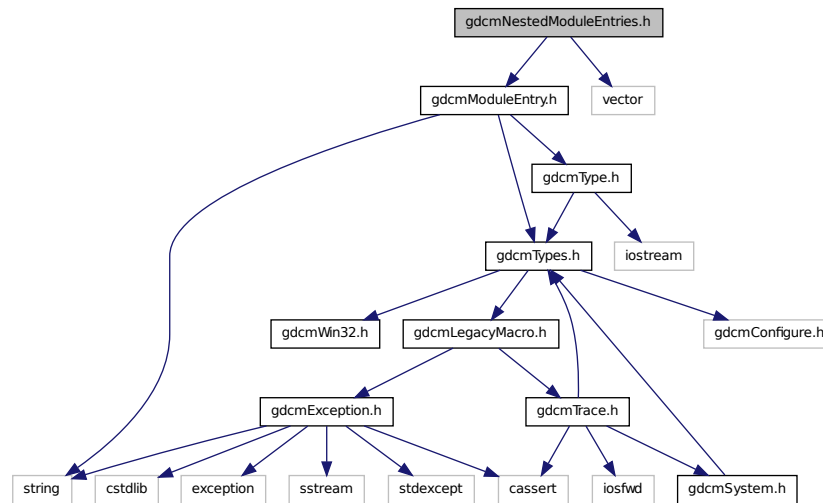 gdcmNestedModuleEntries.h
gdcmModuleEntry.h
vector
gdcmType.h
gdcmTypes.h
iostream
gdcmWin32.h
gdcmLegacyMacro.h
gdcmConfigure.h
gdcmException.h
gdcmTrace.h
string
cstdlib
exception
sstream
stdexcept
cassert
iosfwd
gdcmSystem.h